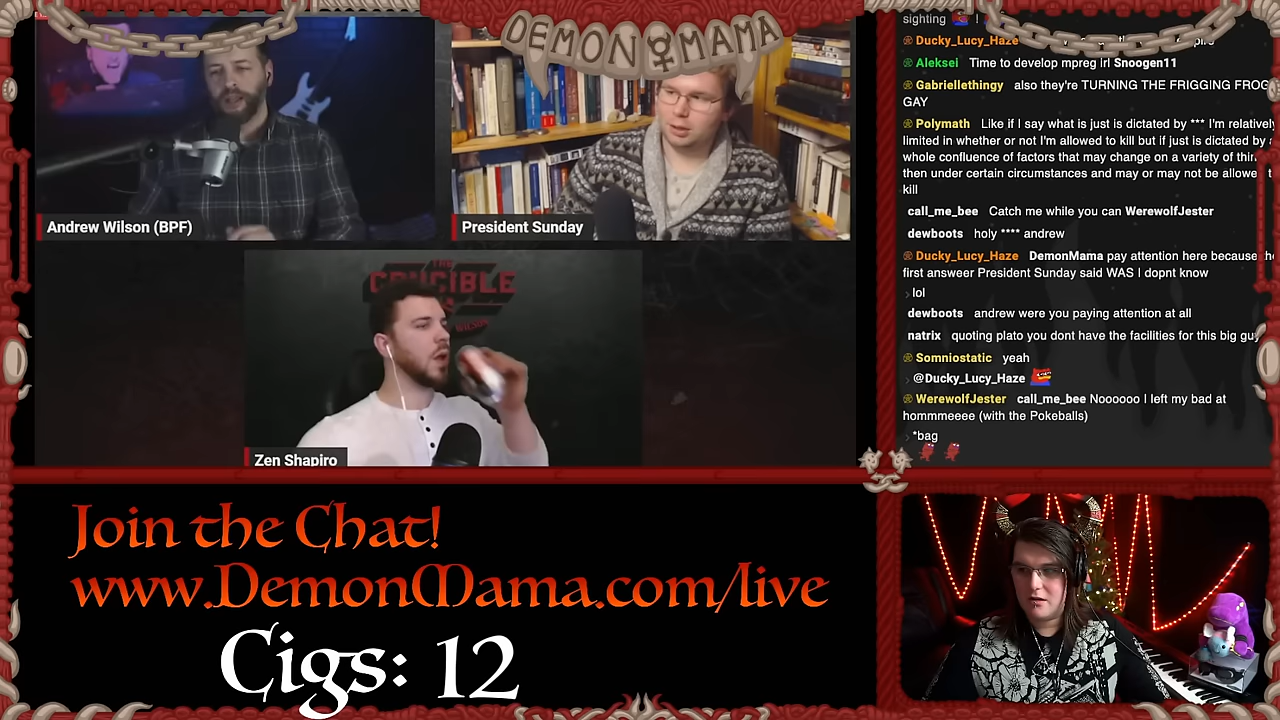 DEMON MAMA
Andrew Wilson (BPF)
President Sunday
THE
CRUCIBLE
WILSON
Zen Shapiro
sighting !
Ducky_Lucy_Haze
Aleksei Time to develop mpreg Irl Snoogen11
Gabriellethingy also they're TURNING THE FRIGGING FROG
GAY
Polymath Like if I say what is just is dictated by *** I'm relatively
limited in whether or not I'm allowed to kill but if just is dictated by a
whole confluence of factors that may change on a variety of thin
then under certain circumstances and may or may not be allowe t
kill
call_me_bee Catch me while you can WerewolfJester
dewboots holy **** andrew
Ducky_Lucy_Haze DemonMama pay attention here because he
first answeer President Sunday said WAS I dopnt know
lol
dewboots andrew were you paying attention at all
natrix quoting plato you dont have the facilities for this big guy
Somniostatic yeah
@Ducky_Lucy_Haze
WerewolfJester call_me_bee Noooooo I left my bad at
hommmeeee (with the Pokeballs)
*bag
Join the Chat!
www.DemonMama.com/live
Cigs: 12